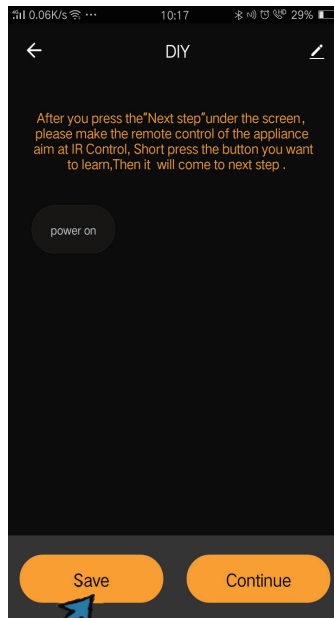 0.06K/s ··· 10:17 29%
DIY
After you press the"Next step"under the screen,
please make the remote control of the appliance
aim at IR Control, Short press the button you want
to learn,Then it will come to next step .
power on
Save Continue